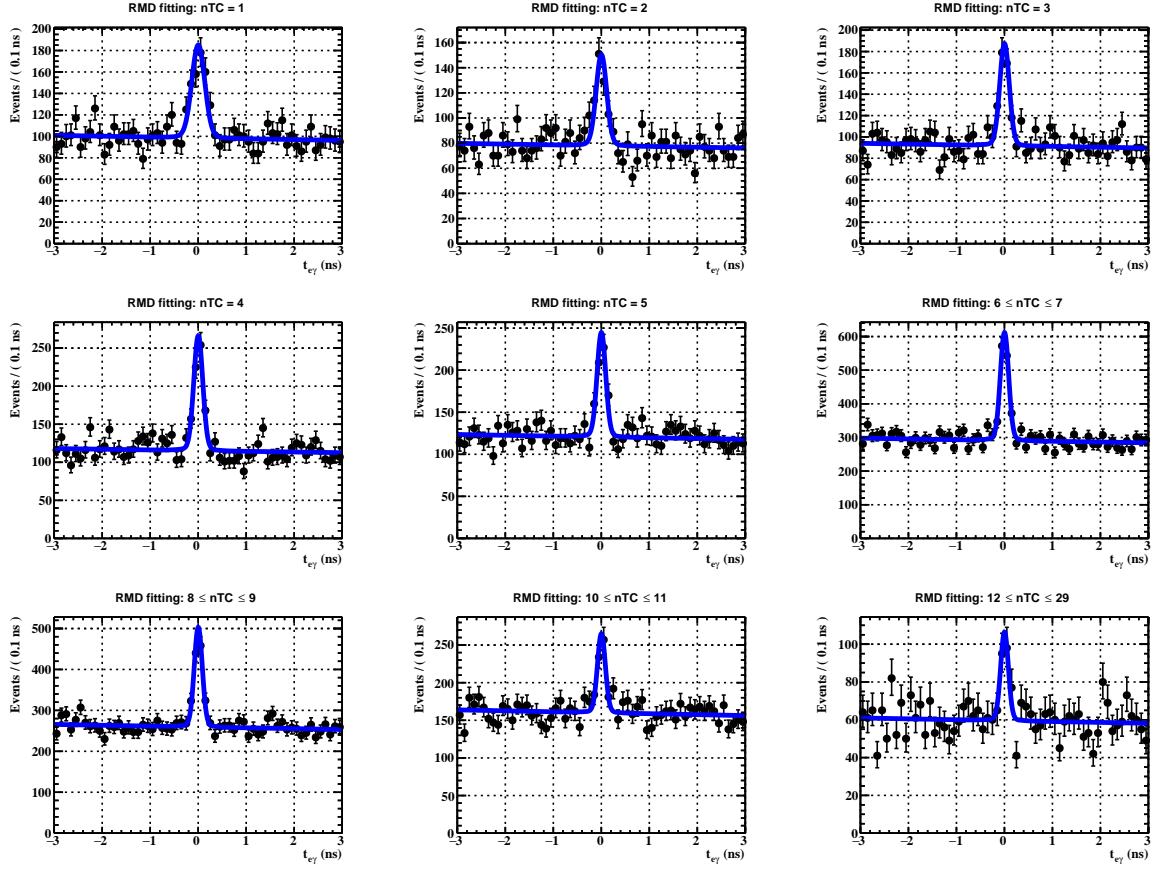 RMD fitting: nTC = 1
Events / ( 0.1 ns )
200
180
160
140
120
100
80
60
40
20
0
−3 −2 −1 0 1 2 3
t eγ (ns)
RMD fitting: nTC = 2
Events / ( 0.1 ns )
160
140
120
100
80
60
40
20
0
−3 −2 −1 0 1 2 3
t eγ (ns)
RMD fitting: nTC = 3
Events / ( 0.1 ns )
200
180
160
140
120
100
80
60
40
20
0
−3 −2 −1 0 1 2 3
t eγ (ns)
RMD fitting: nTC = 4
Events / ( 0.1 ns )
250
200
150
100
50
0
−3 −2 −1 0 1 2 3
t eγ (ns)
RMD fitting: nTC = 5
Events / ( 0.1 ns )
250
200
150
100
50
0
−3 −2 −1 0 1 2 3
t eγ (ns)
RMD fitting: 6 ≤ nTC ≤ 7
Events / ( 0.1 ns )
600
500
400
300
200
100
0
−3 −2 −1 0 1 2 3
t eγ (ns)
RMD fitting: 8 ≤ nTC ≤ 9
Events / ( 0.1 ns )
500
400
300
200
100
0
−3 −2 −1 0 1 2 3
t eγ (ns)
RMD fitting: 10 ≤ nTC ≤ 11
Events / ( 0.1 ns )
250
200
150
100
50
0
−3 −2 −1 0 1 2 3
t eγ (ns)
RMD fitting: 12 ≤ nTC ≤ 29
Events / ( 0.1 ns )
100
80
60
40
20
0
−3 −2 −1 0 1 2 3
t eγ (ns)